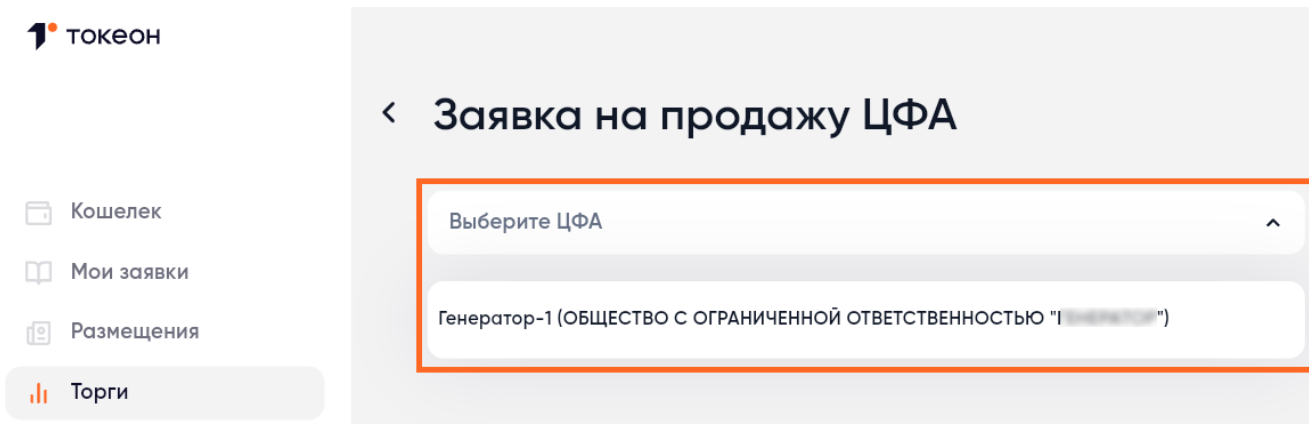 токеон
Заявка на продажу ЦФА
Кошелек
Выберите ЦФА
Мои заявки
Размещения
Генератор-1 (ОБЩЕСТВО С ОГРАНИЧЕННОЙ ОТВЕТСТВЕННОСТЬЮ " ")
Торги